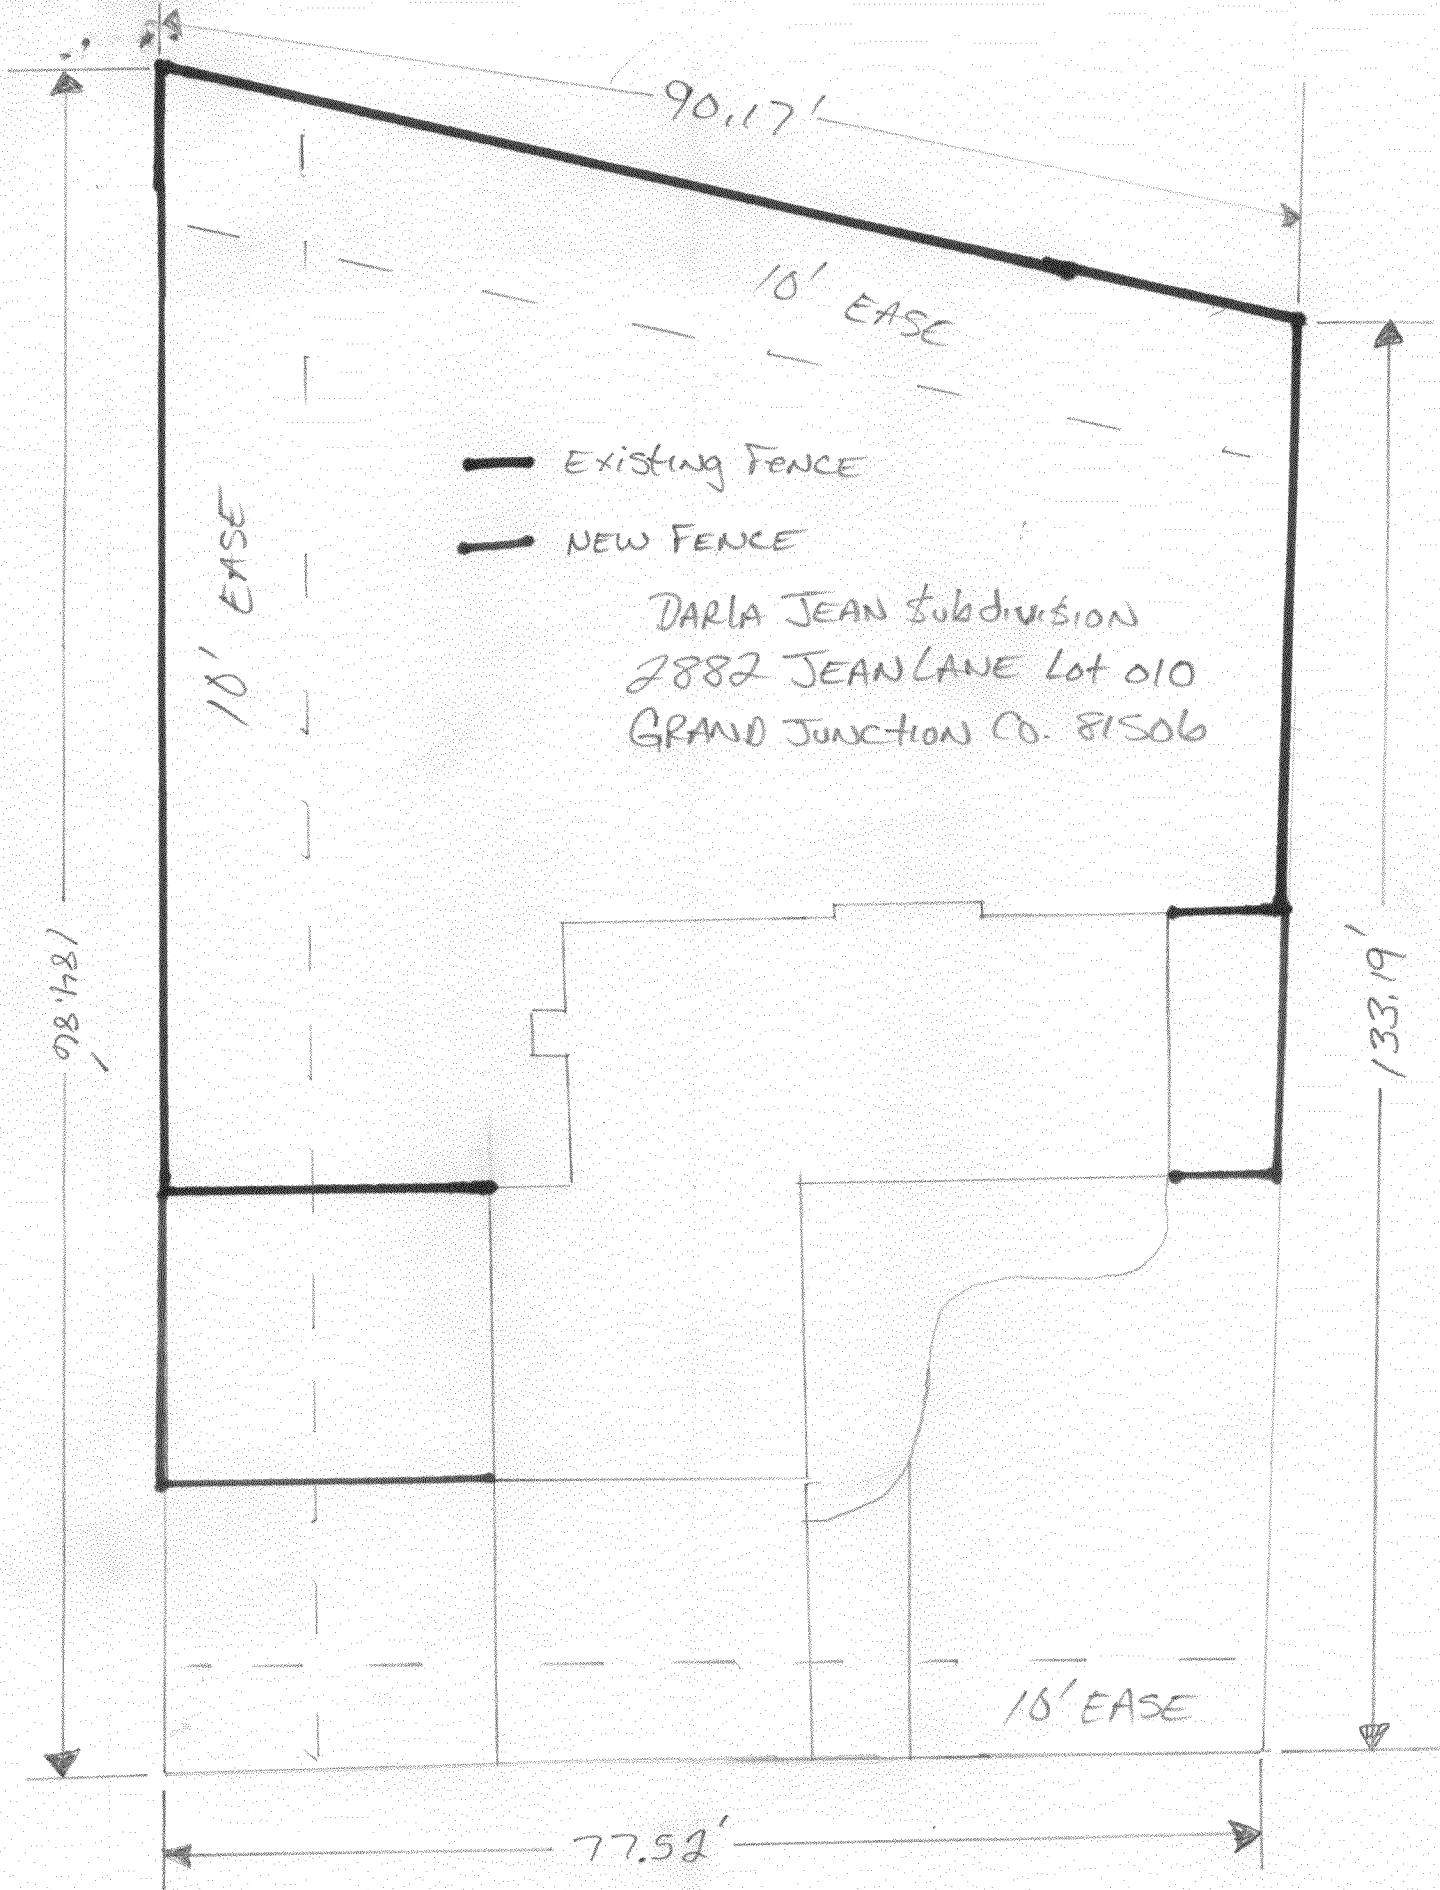 90.17'
10' EASE
Existing Fence
NEW FENCE
10' EASE
DARLA JEAN Subdivision
2882 JEAN LANE Lot 010
GRAND JUNCTION CO. 81506
184.86'
133.19'
10' EASE
77.52'